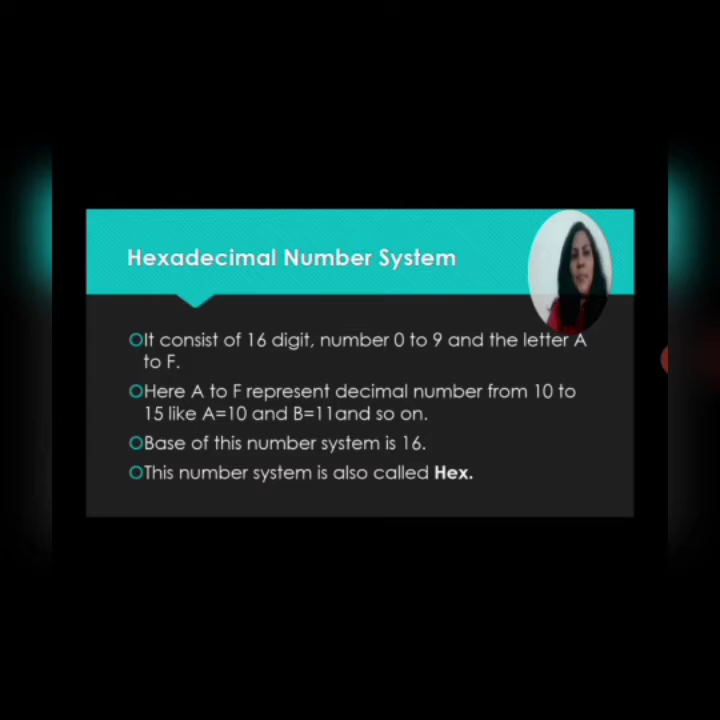 Hexadecimal Number System
It consist of 16 digit, number 0 to 9 and the letter A
to F.
Here A to F represent decimal number from 10 to
15 like A=10 and B=11and so on.
Base of this number system is 16.
This number system is also called Hex.